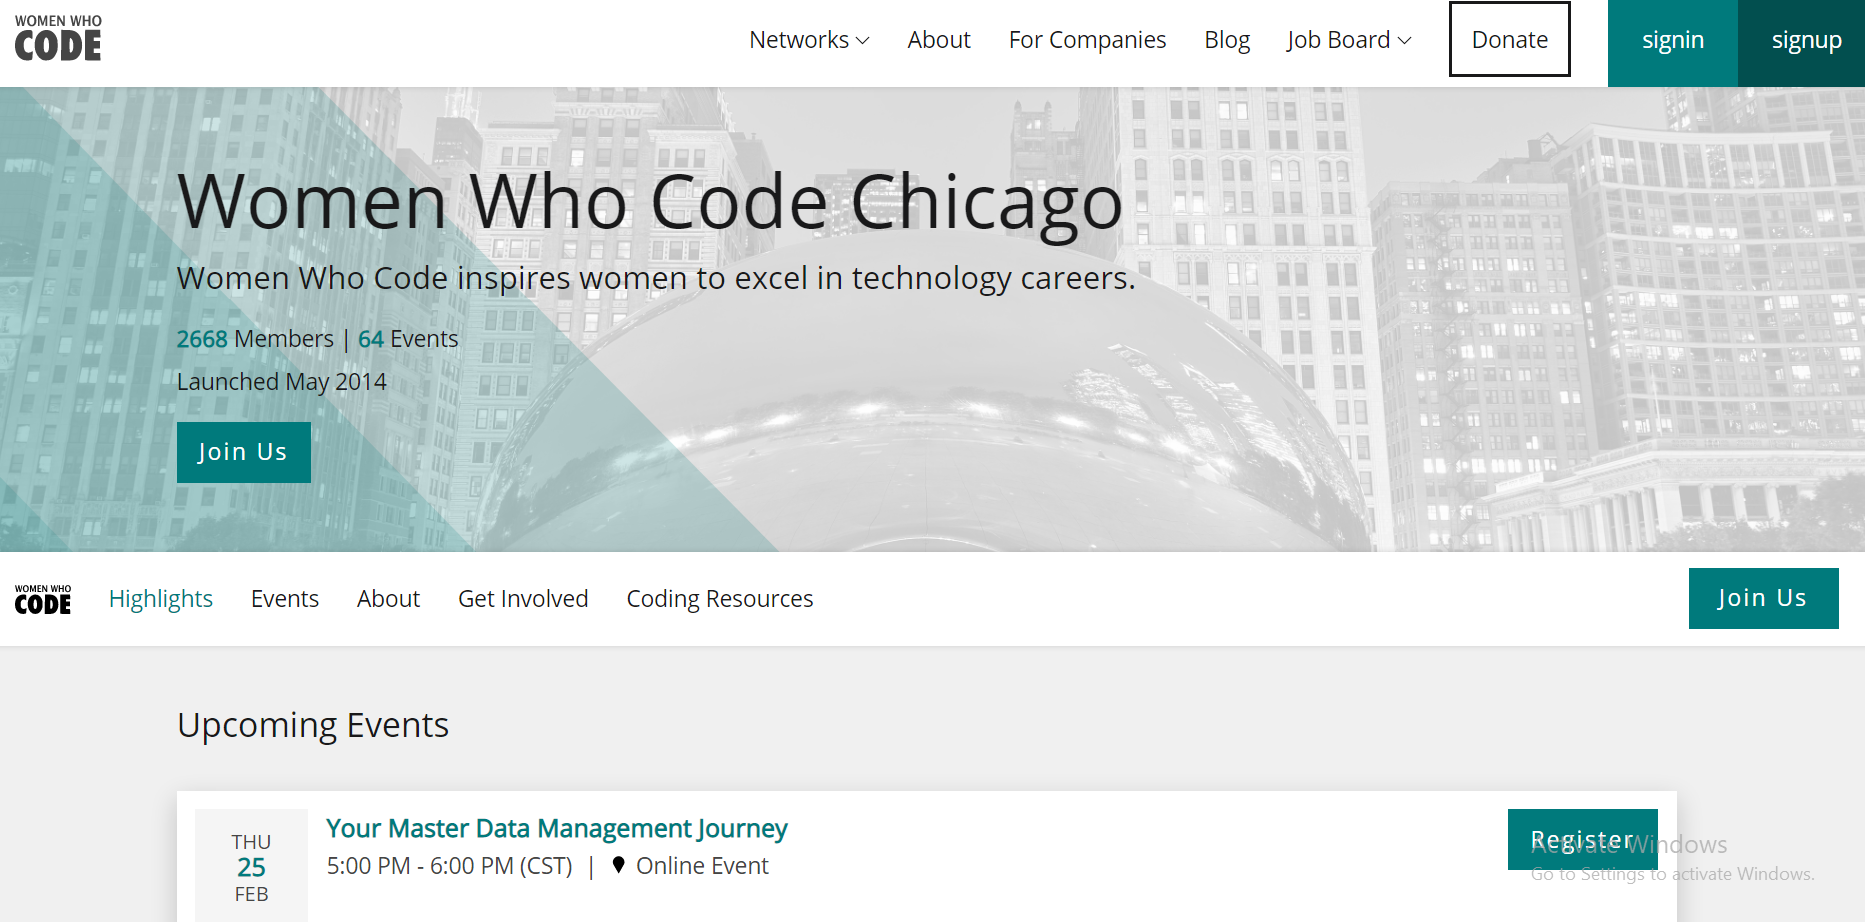 WOMEN WHO
CODE
Networks About For Companies Blog Job Board Donate signin signup
Women Who Code Chicago
Women Who Code inspires women to excel in technology careers.
2668 Members | 64 Events
Launched May 2014
Join Us
WOMEN WHO
CODE
Highlights Events About Get Involved Coding Resources Join Us
Upcoming Events
THU
25
FEB
Your Master Data Management Journey
5:00 PM - 6:00 PM (CST) | Online Event
Register
Activate Windows
Go to Settings to activate Windows.